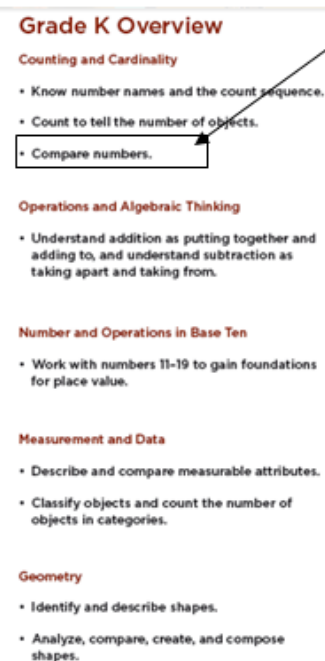 Grade K Overview
Counting and Cardinality
• Know number names and the count sequence.
• Count to tell the number of objects.
• Compare numbers.
Operations and Algebraic Thinking
• Understand addition as putting together and
adding to, and understand subtraction as
taking apart and taking from.
Number and Operations in Base Ten
• Work with numbers 11–19 to gain foundations
for place value.
Measurement and Data
• Describe and compare measurable attributes.
• Classify objects and count the number of
objects in categories.
Geometry
• Identify and describe shapes.
• Analyze, compare, create, and compose
shapes.